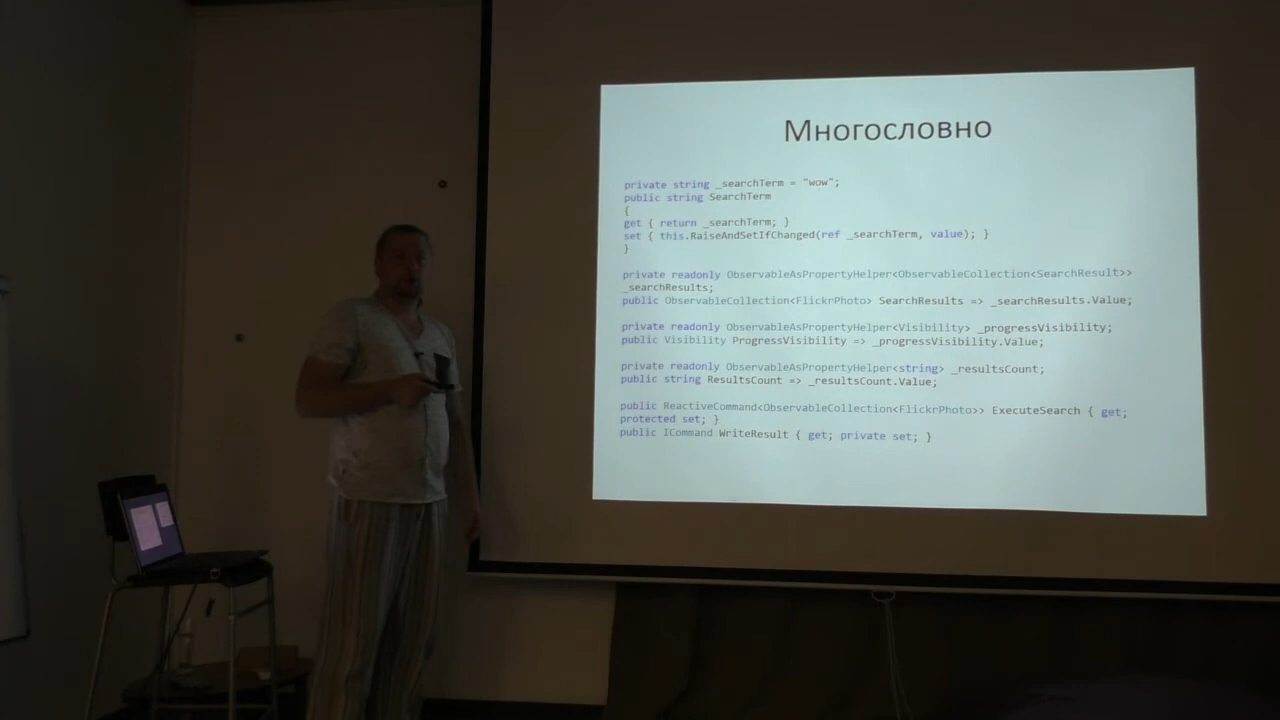 Многословно
private string _searchTerm = "wow";
public string SearchTerm
{
get { return _searchTerm; }
set { this.RaiseAndSetIfChanged(ref _searchTerm, value); }
}
private readonly ObservableAsPropertyHelper<ObservableCollection<SearchResult>>
_searchResults;
public ObservableCollection<FlickrPhoto> SearchResults => _searchResults.Value;
private readonly ObservableAsPropertyHelper<Visibility> _progressVisibility;
public Visibility ProgressVisibility => _progressVisibility.Value;
private readonly ObservableAsPropertyHelper<string> _resultsCount;
public string ResultsCount => _resultsCount.Value;
public ReactiveCommand<ObservableCollection<FlickrPhoto>> ExecuteSearch { get;
protected set; }
public ICommand WriteResult { get; private set; }